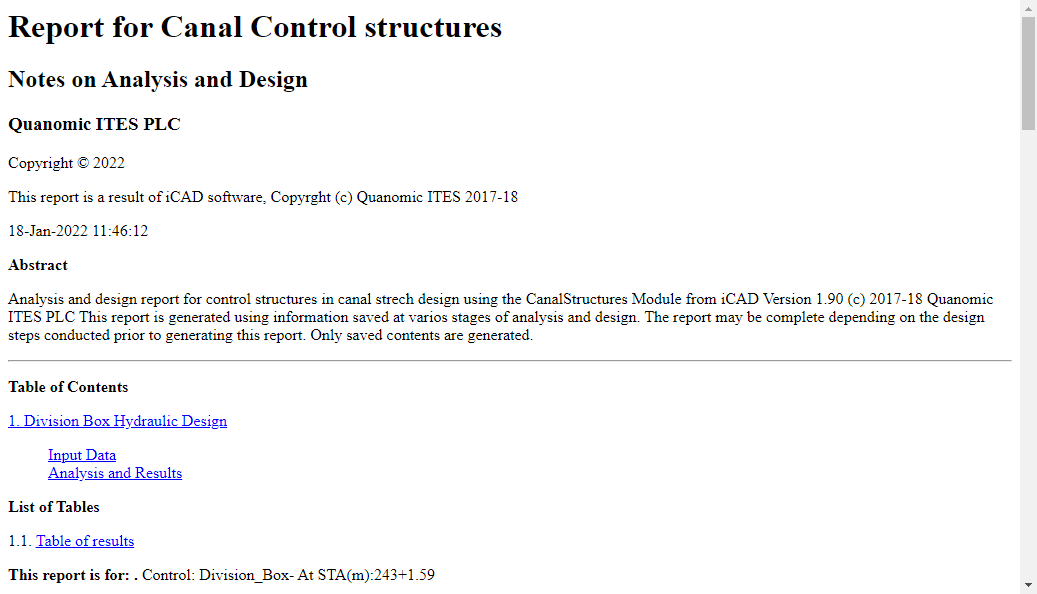 Report for Canal Control structures
Notes on Analysis and Design
Quanomic ITES PLC
Copyright © 2022
This report is a result of iCAD software, Copyrght (c) Quanomic ITES 2017-18
18-Jan-2022 11:46:12
Abstract
Analysis and design report for control structures in canal strech design using the CanalStructures Module from iCAD Version 1.90 (c) 2017-18 Quanomic
ITES PLC This report is generated using information saved at varios stages of analysis and design. The report may be complete depending on the design
steps conducted prior to generating this report. Only saved contents are generated.
Table of Contents
1. Division Box Hydraulic Design
Input Data
Analysis and Results
List of Tables
1.1. Table of results
This report is for: . Control: Division_Box- At STA(m):243+1.59